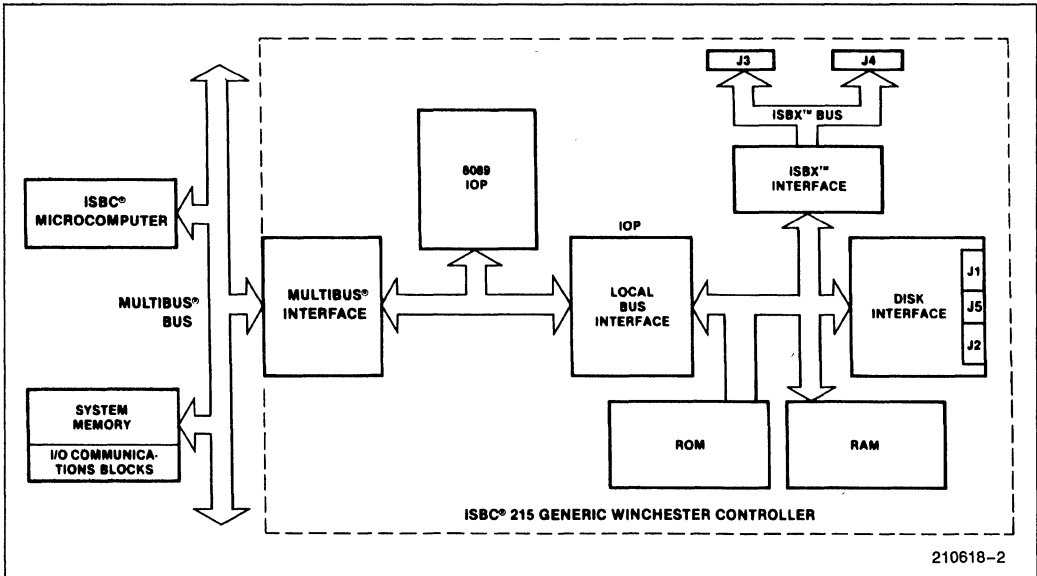 J3
J4
ISBX™ BUS
8089
IOP
ISBX™
INTERFACE
ISBC®
MICROCOMPUTER
IOP
MULTIBUS®
BUS
MULTIBUS®
INTERFACE
LOCAL
BUS
INTERFACE
DISK
INTERFACE
J1
J5
J2
SYSTEM
MEMORY
I/O COMMUNICA-
TIONS BLOCKS
ROM
RAM
ISBC® 215 GENERIC WINCHESTER CONTROLLER
210618–2